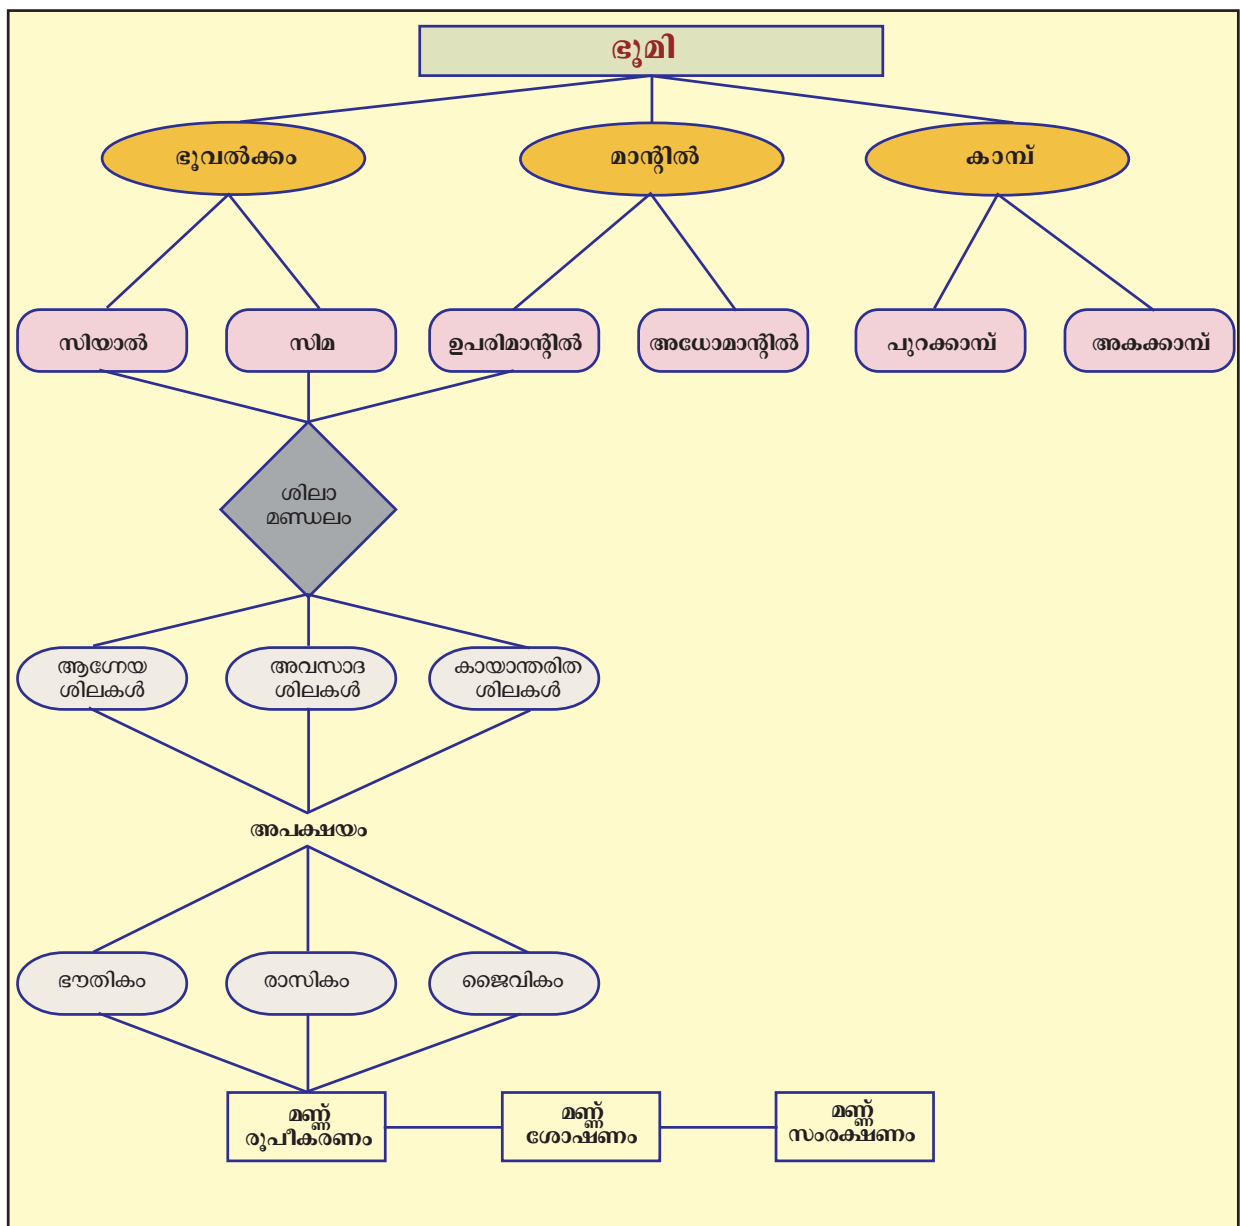 ഭൂമി
ഭൂവൽക്കം
മാന്റിൽ
കാമ്പ്
സിയാൽ
സിമ
ഉപരിമാന്റിൽ
അധോമാന്റിൽ
പുറക്കാമ്പ്
അകക്കാമ്പ്
ശിലാ
മണ്ഡലം
ആഗ്നേയ
ശിലകൾ
അവസാദ
ശിലകൾ
കായാന്തരിത
ശിലകൾ
അപക്ഷയം
ഭൗതികം
രാസികം
ജൈവികം
മണ്ണ്
രൂപീകരണം
മണ്ണ്
ശോഷണം
മണ്ണ്
സംരക്ഷണം